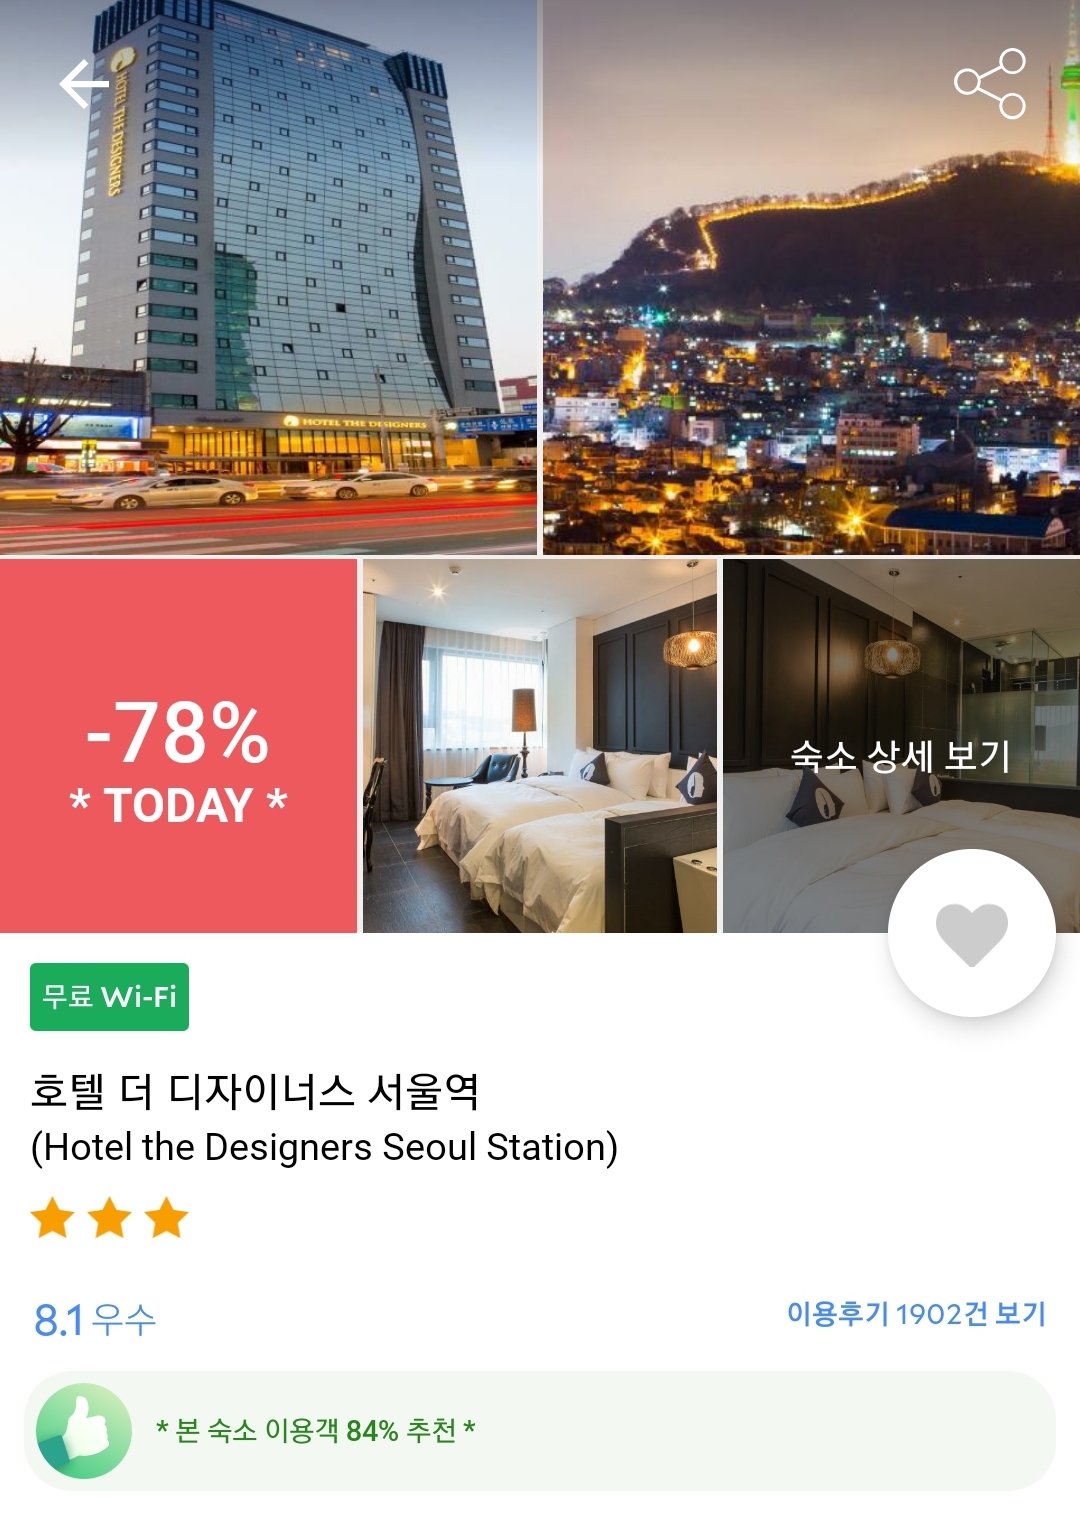 HOTEL THE DESIGNERS
HOTEL THE DESIGNERS
-78%
* TODAY *
숙소 상세 보기
무료 Wi-Fi
호텔 더 디자이너스 서울역
(Hotel the Designers Seoul Station)
8.1 우수
이용후기 1902건 보기
* 본 숙소 이용객 84% 추천 *